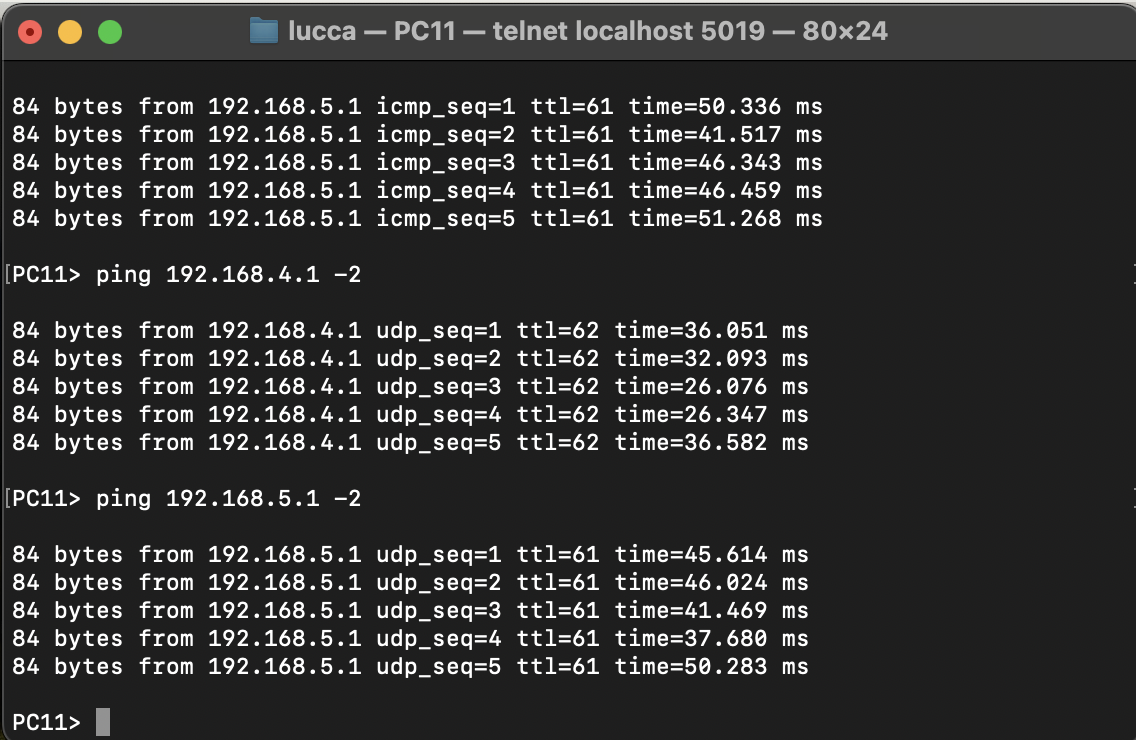 lucca — PC11 — telnet localhost 5019 — 80×24
84 bytes from 192.168.5.1 icmp_seq=1 ttl=61 time=50.336 ms
84 bytes from 192.168.5.1 icmp_seq=2 ttl=61 time=41.517 ms
84 bytes from 192.168.5.1 icmp_seq=3 ttl=61 time=46.343 ms
84 bytes from 192.168.5.1 icmp_seq=4 ttl=61 time=46.459 ms
84 bytes from 192.168.5.1 icmp_seq=5 ttl=61 time=51.268 ms
[PC11> ping 192.168.4.1 -2
84 bytes from 192.168.4.1 udp_seq=1 ttl=62 time=36.051 ms
84 bytes from 192.168.4.1 udp_seq=2 ttl=62 time=32.093 ms
84 bytes from 192.168.4.1 udp_seq=3 ttl=62 time=26.076 ms
84 bytes from 192.168.4.1 udp_seq=4 ttl=62 time=26.347 ms
84 bytes from 192.168.4.1 udp_seq=5 ttl=62 time=36.582 ms
[PC11> ping 192.168.5.1 -2
84 bytes from 192.168.5.1 udp_seq=1 ttl=61 time=45.614 ms
84 bytes from 192.168.5.1 udp_seq=2 ttl=61 time=46.024 ms
84 bytes from 192.168.5.1 udp_seq=3 ttl=61 time=41.469 ms
84 bytes from 192.168.5.1 udp_seq=4 ttl=61 time=37.680 ms
84 bytes from 192.168.5.1 udp_seq=5 ttl=61 time=50.283 ms
PC11>